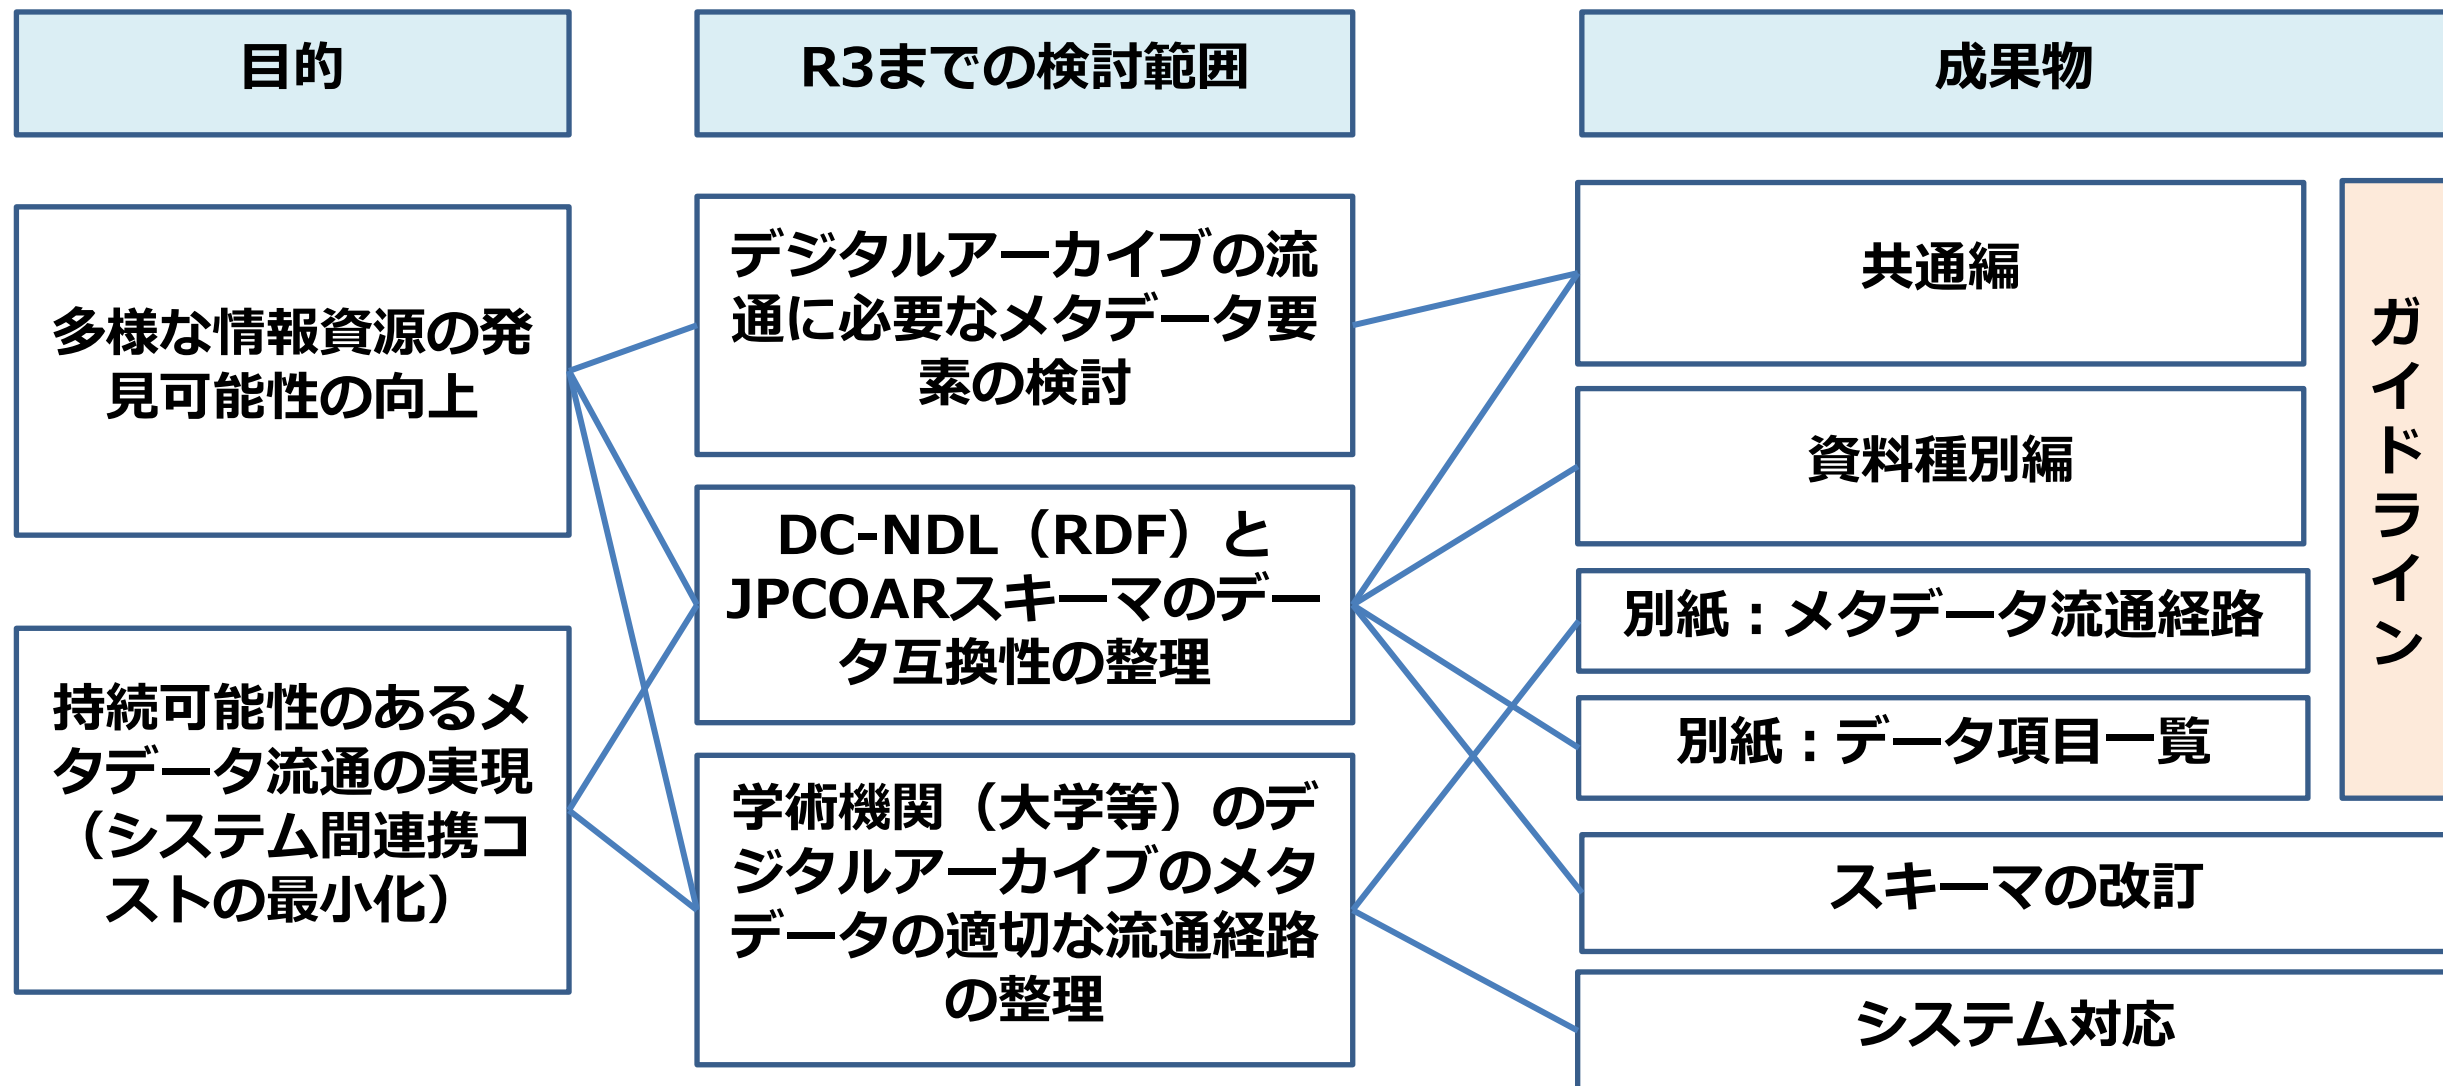 目的
R3までの検討範囲
成果物
多様な情報資源の発
見可能性の向上
持続可能性のあるメ
タデータ流通の実現
（システム間連携コ
ストの最小化）
デジタルアーカイブの流
通に必要なメタデータ要
素の検討
DC-NDL（RDF）と
JPCOARスキーマのデー
タ互換性の整理
学術機関（大学等）のデ
ジタルアーカイブのメタ
データの適切な流通経路
の整理
共通編
資料種別編
別紙：メタデータ流通経路
別紙：データ項目一覧
スキーマの改訂
システム対応
ガイドライン